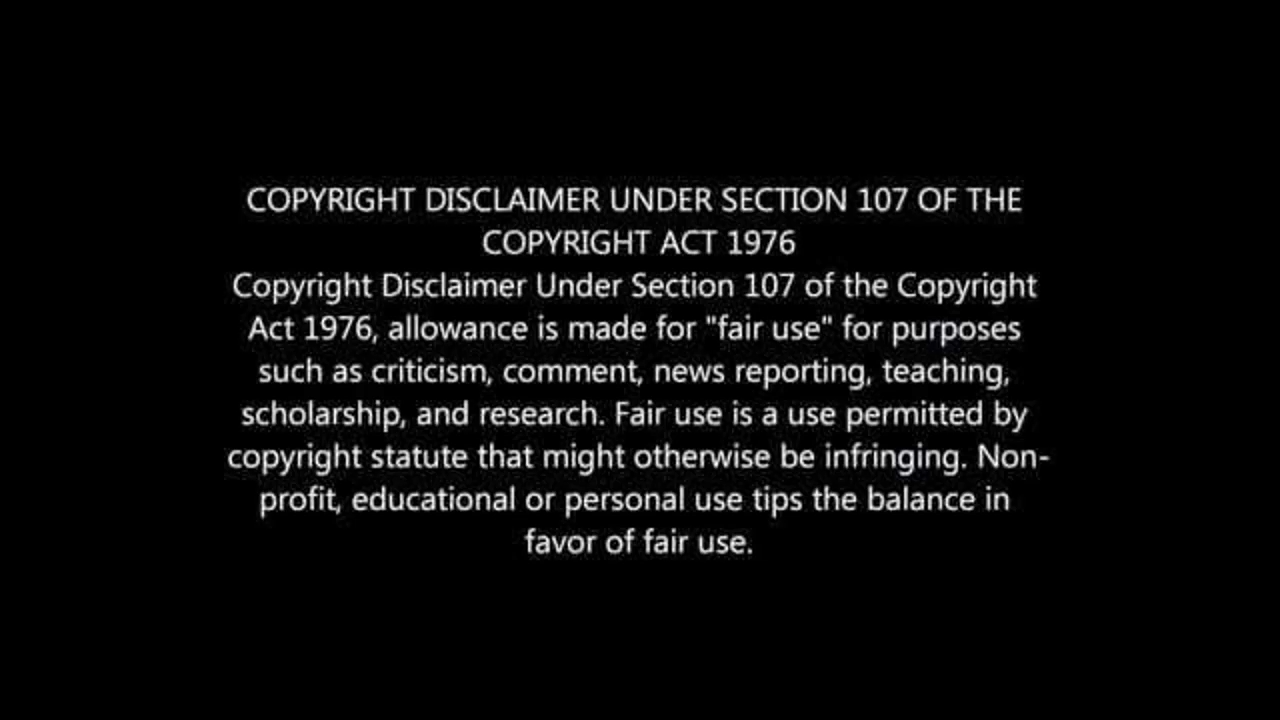 COPYRIGHT DISCLAIMER UNDER SECTION 107 OF THE
COPYRIGHT ACT 1976
Copyright Disclaimer Under Section 107 of the Copyright
Act 1976, allowance is made for "fair use" for purposes
such as criticism, comment, news reporting, teaching,
scholarship, and research. Fair use is a use permitted by
copyright statute that might otherwise be infringing. Non-
profit, educational or personal use tips the balance in
favor of fair use.